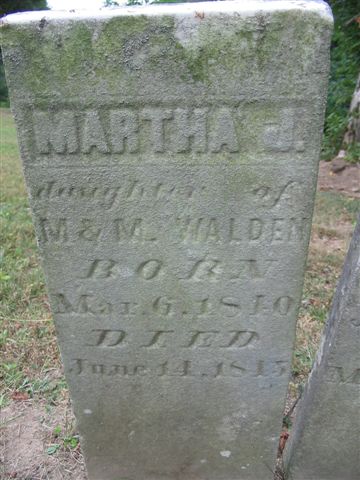 MARTHA J.
daughter of
M & M. WALDEN
BORN
Mar. 6, 1840
DIED
June 14, 1845.
M